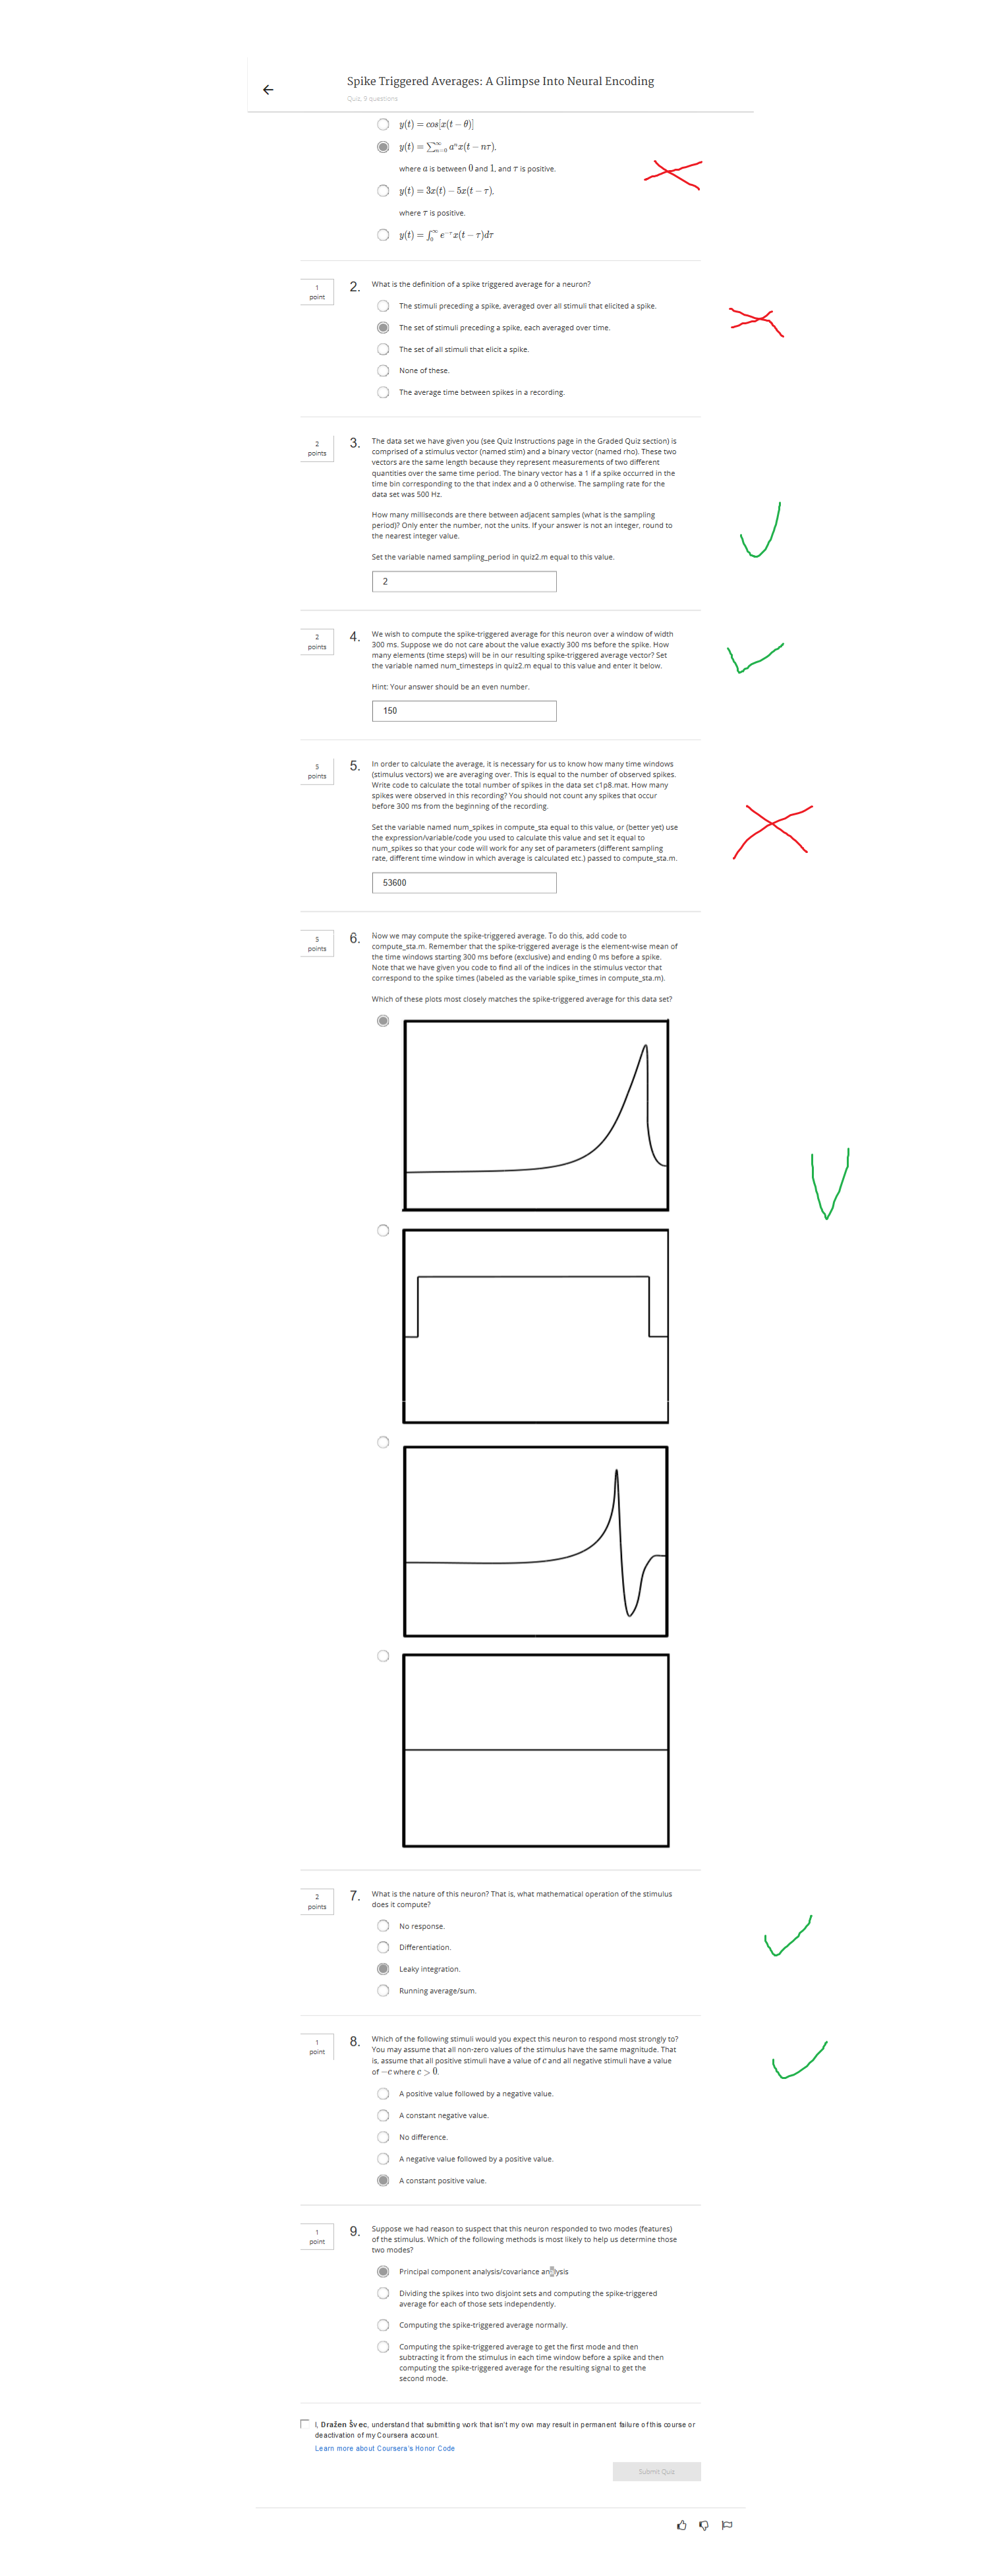 Spike Triggered Averages: A Glimpse Into Neural Encoding
Quiz, 9 questions
y(t) = cos[x(t − θ)]
y(t) = ∑_{n=0}^{∞} aⁿx(t − nτ),
where a is between 0 and 1, and τ is positive.
y(t) = 3x(t) − 5x(t − τ),
where τ is positive.
y(t) = ∫_0^∞ e^{−τ}x(t − τ)dτ
1
point
2.
What is the definition of a spike triggered average for a neuron?
The stimuli preceding a spike, averaged over all stimuli that elicited a spike.
The set of stimuli preceding a spike, each averaged over time.
The set of all stimuli that elicit a spike.
None of these.
The average time between spikes in a recording.
2
points
3.
The data set we have given you (see Quiz Instructions page in the Graded Quiz section) is
comprised of a stimulus vector (named stim) and a binary vector (named rho). These two
vectors are the same length because they represent measurements of two different
quantities over the same time period. The binary vector has a 1 if a spike occurred in the
time bin corresponding to the that index and a 0 otherwise. The sampling rate for the
data set was 500 Hz.
How many milliseconds are there between adjacent samples (what is the sampling
period)? Only enter the number, not the units. If your answer is not an integer, round to
the nearest integer value.
Set the variable named sampling_period in quiz2.m equal to this value.
2
2
points
4.
We wish to compute the spike-triggered average for this neuron over a window of width
300 ms. Suppose we do not care about the value exactly 300 ms before the spike. How
many elements (time steps) will be in our resulting spike-triggered average vector? Set
the variable named num_timesteps in quiz2.m equal to this value and enter it below.
Hint: Your answer should be an even number.
150
5
points
5.
In order to calculate the average, it is necessary for us to know how many time windows
(stimulus vectors) we are averaging over. This is equal to the number of observed spikes.
Write code to calculate the total number of spikes in the data set c1p8.mat. How many
spikes were observed in this recording? You should not count any spikes that occur
before 300 ms from the beginning of the recording.
Set the variable named num_spikes in compute_sta equal to this value, or (better yet) use
the expression/variable/code you used to calculate this value and set it equal to
num_spikes so that your code will work for any set of parameters (different sampling
rate, different time window in which average is calculated etc.) passed to compute_sta.m.
53600
5
points
6.
Now we may compute the spike-triggered average. To do this, add code to
compute_sta.m. Remember that the spike-triggered average is the element-wise mean of
the time windows starting 300 ms before (exclusive) and ending 0 ms before a spike.
Note that we have given you code to find all of the indices in the stimulus vector that
correspond to the spike times (labeled as the variable spike_times in compute_sta.m).
Which of these plots most closely matches the spike-triggered average for this data set?
2
points
7.
What is the nature of this neuron? That is, what mathematical operation of the stimulus
does it compute?
No response.
Differentiation.
Leaky integration.
Running average/sum.
1
point
8.
Which of the following stimuli would you expect this neuron to respond most strongly to?
You may assume that all non-zero values of the stimulus have the same magnitude. That
is, assume that all positive stimuli have a value of c and all negative stimuli have a value
of −c where c > 0.
A positive value followed by a negative value.
A constant negative value.
No difference.
A negative value followed by a positive value.
A constant positive value.
1
point
9.
Suppose we had reason to suspect that this neuron responded to two modes (features)
of the stimulus. Which of the following methods is most likely to help us determine those
two modes?
Principal component analysis/covariance analysis
Dividing the spikes into two disjoint sets and computing the spike-triggered
average for each of those sets independently.
Computing the spike-triggered average normally.
Computing the spike-triggered average to get the first mode and then
subtracting it from the stimulus in each time window before a spike and then
computing the spike-triggered average for the resulting signal to get the
second mode.
I, Dražen Švec, understand that submitting work that isn't my own may result in permanent failure of this course or
deactivation of my Coursera account.
Learn more about Coursera's Honor Code
Submit Quiz